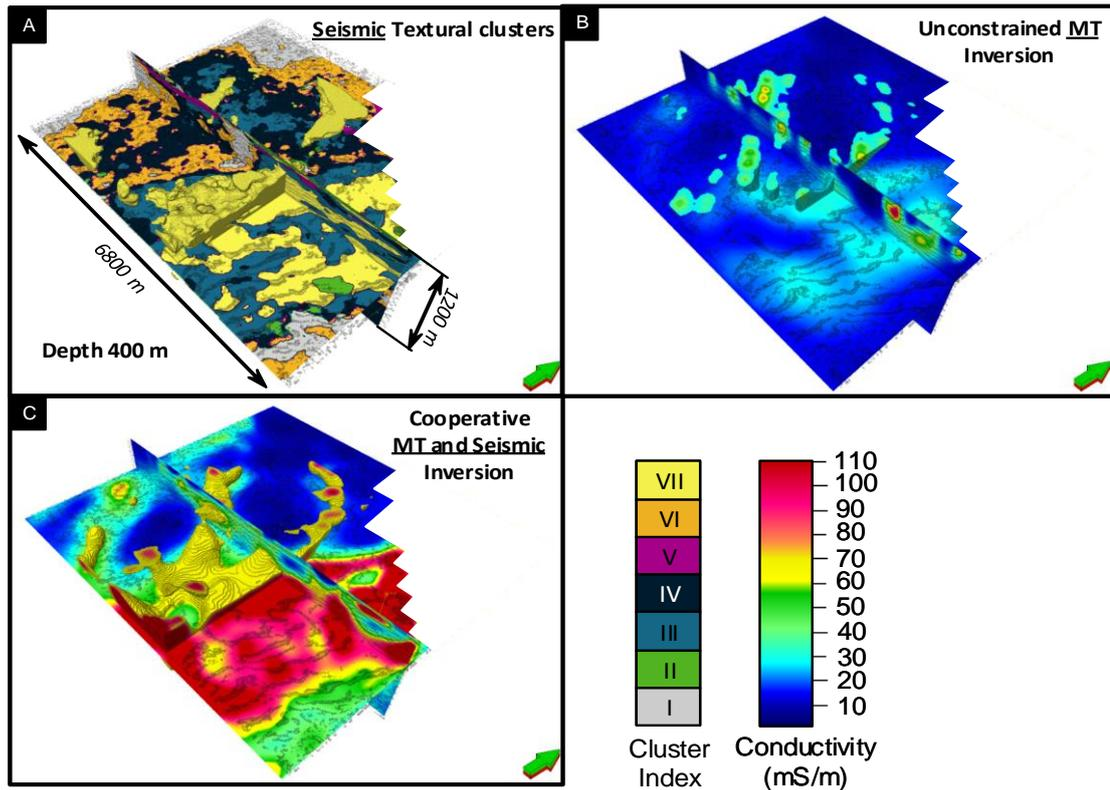 A
Seismic Textural clusters
6800 m
1200 m
Depth 400 m
B
Unconstrained MT
Inversion
C
Cooperative
MT and Seismic
Inversion
VII
VI
V
IV
III
II
I
Cluster
Index
110
100
90
80
70
60
50
40
30
20
10
Conductivity
(mS/m)